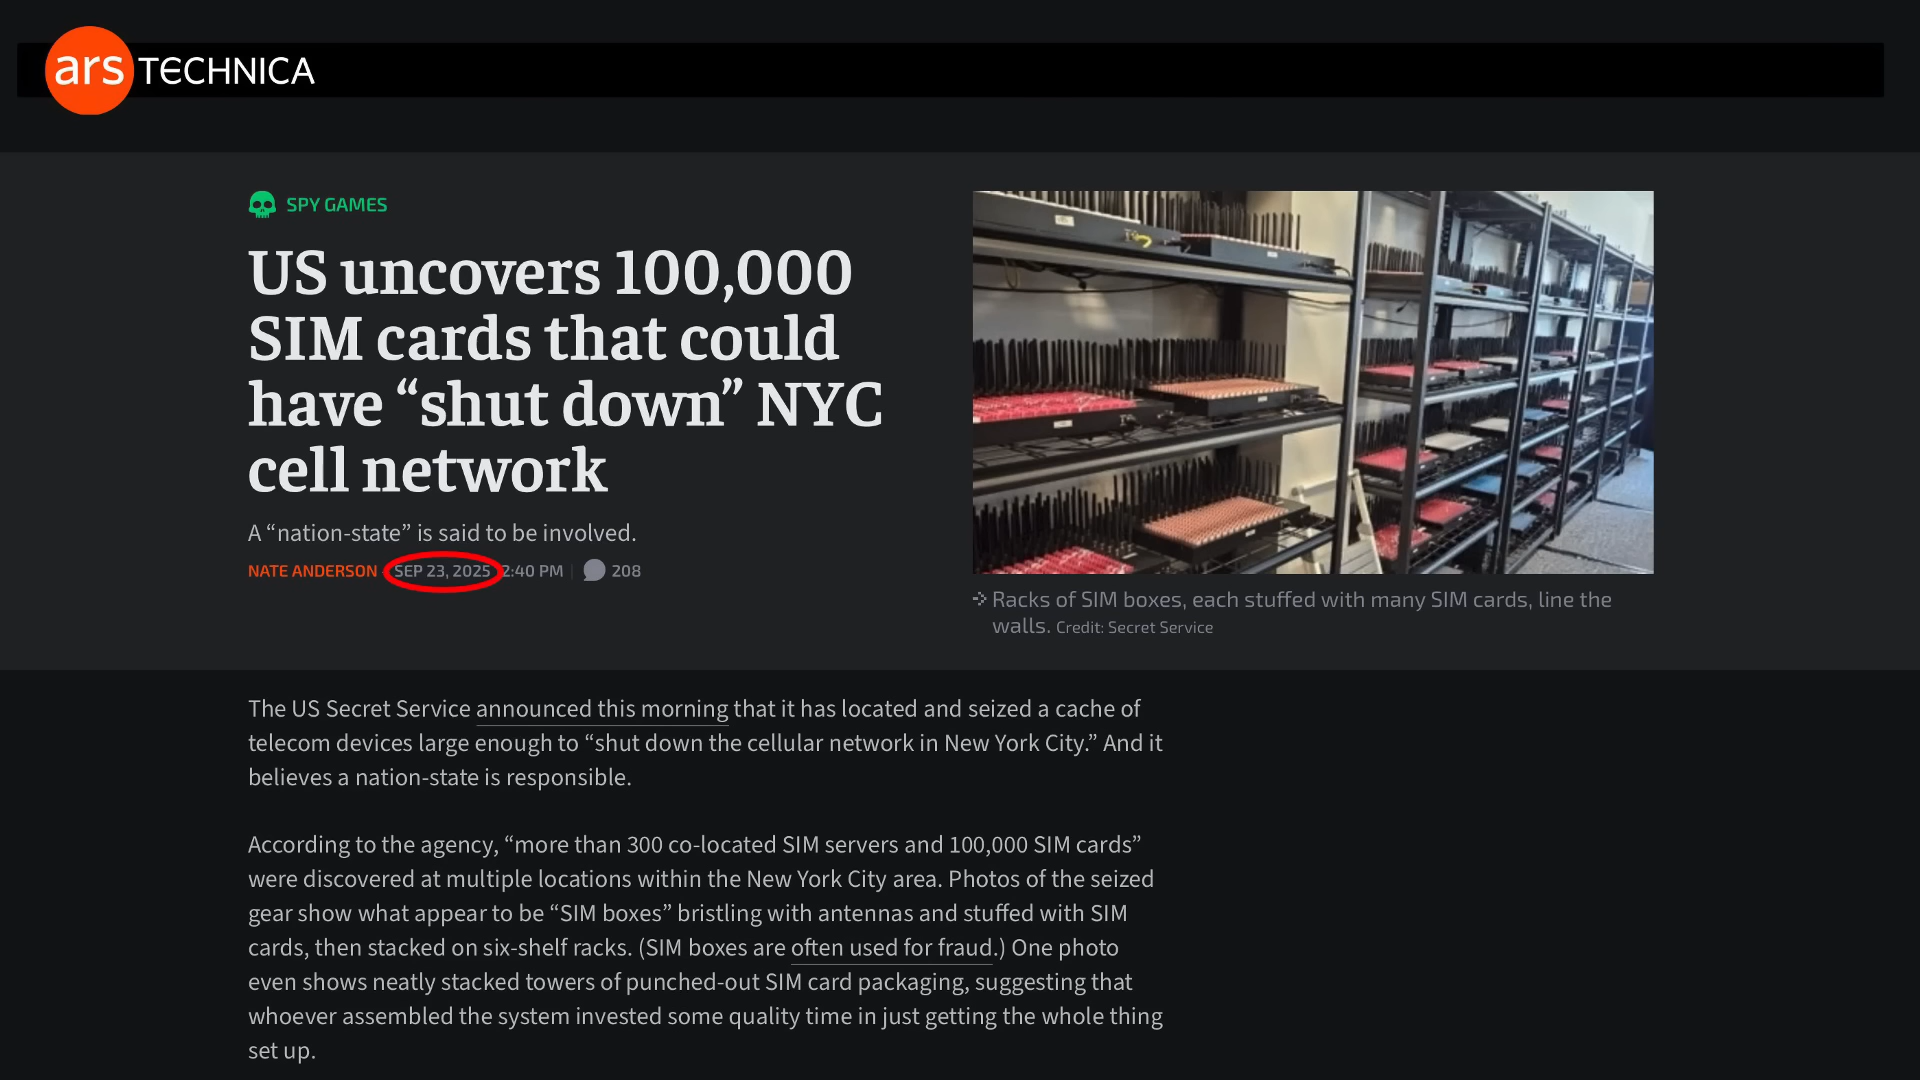 ars TECHNICA
SPY GAMES
US uncovers 100,000
SIM cards that could
have “shut down” NYC
cell network
A “nation-state” is said to be involved.
NATE ANDERSON SEP 23, 2025 2:40 PM | 208
Racks of SIM boxes, each stuffed with many SIM cards, line the
walls. Credit: Secret Service
The US Secret Service announced this morning that it has located and seized a cache of
telecom devices large enough to “shut down the cellular network in New York City.” And it
believes a nation-state is responsible.
According to the agency, “more than 300 co-located SIM servers and 100,000 SIM cards”
were discovered at multiple locations within the New York City area. Photos of the seized
gear show what appear to be “SIM boxes” bristling with antennas and stuffed with SIM
cards, then stacked on six-shelf racks. (SIM boxes are often used for fraud.) One photo
even shows neatly stacked towers of punched-out SIM card packaging, suggesting that
whoever assembled the system invested some quality time in just getting the whole thing
set up.